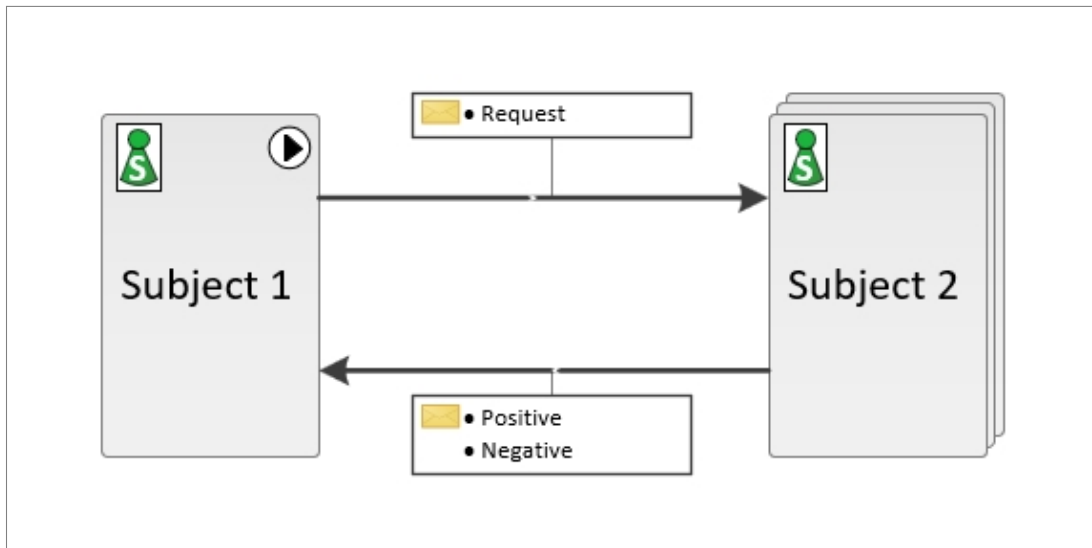 • Request
S
S
Subject 1
Subject 2
• Positive
• Negative